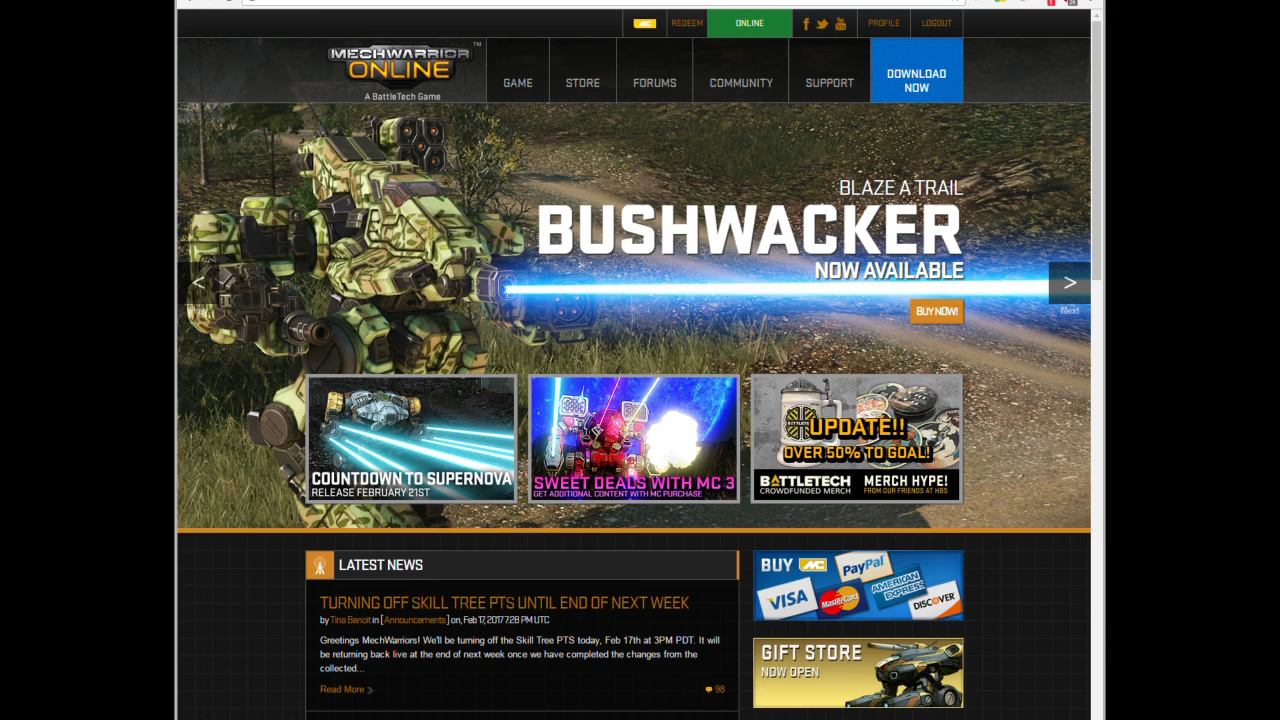 MC
REDEEM
ONLINE
f
You
PROFILE
LOGOUT
MECHWARRIOR™
ONLINE
A BattleTech Game
GAME
STORE
FORUMS
COMMUNITY
SUPPORT
DOWNLOAD
NOW
BLAZE A TRAIL
BUSHWACKER
NOW AVAILABLE
<
>
Next
BUY NOW!
COUNTDOWN TO SUPERNOVA
RELEASE FEBRUARY 21ST
SWEET DEALS WITH MC 3
GET ADDITIONAL CONTENT WITH MC PURCHASE
UPDATE!!
OVER 50% TO GOAL!
BATTLETECH
CROWDFUNDED MERCH
MERCH HYPE!
FROM OUR FRIENDS AT HBS
LATEST NEWS
TURNING OFF SKILL TREE PTS UNTIL END OF NEXT WEEK
by Tina Benoit in [ Announcements ] on, Feb 17, 2017 7:28 PM UTC
Greetings MechWarriors! We'll be turning off the Skill Tree PTS today, Feb 17th at 3PM PDT. It will
be returning back live at the end of next week once we have completed the changes from the
collected...
Read More
98
BUY MC
PayPal
VISA
MasterCard
AMERICAN
EXPRESS
DISCOVER
GIFT STORE
NOW OPEN